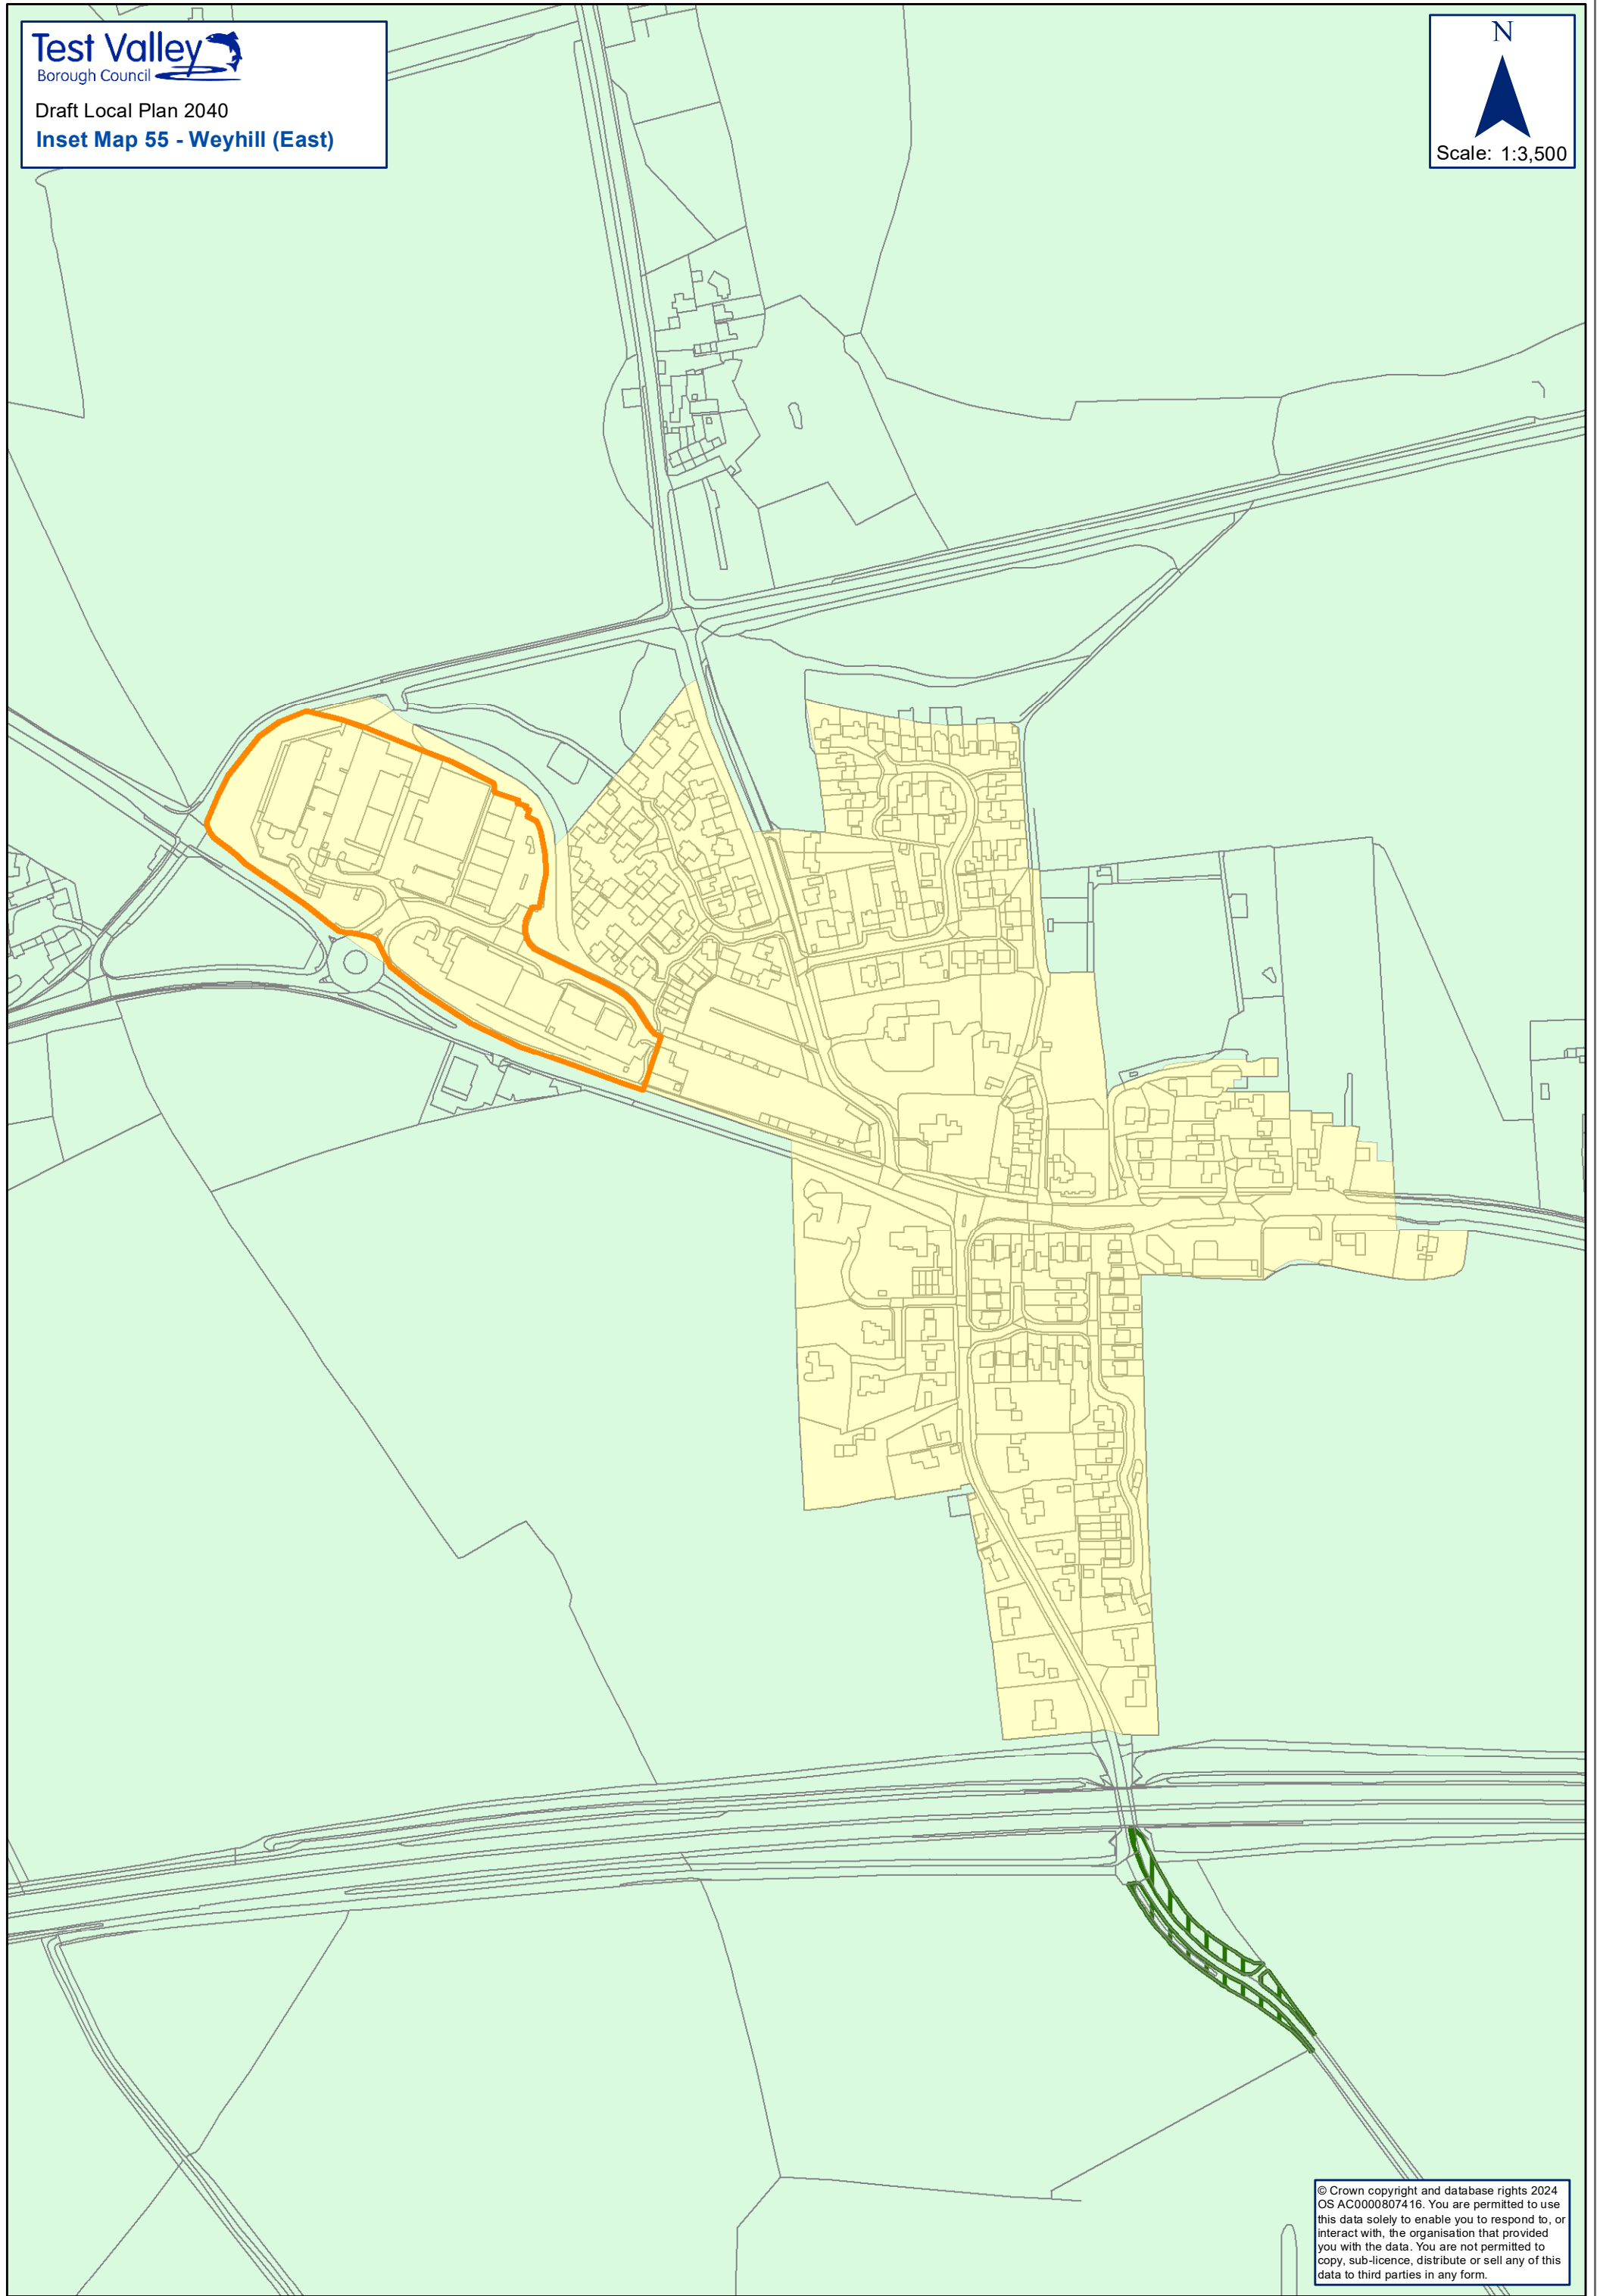 Test Valley
Borough Council
Draft Local Plan 2040
Inset Map 55 - Weyhill (East)
N
Scale: 1:3,500
© Crown copyright and database rights 2024
OS AC0000807416. You are permitted to use
this data solely to enable you to respond to, or
interact with, the organisation that provided
you with the data. You are not permitted to
copy, sub-licence, distribute or sell any of this
data to third parties in any form.